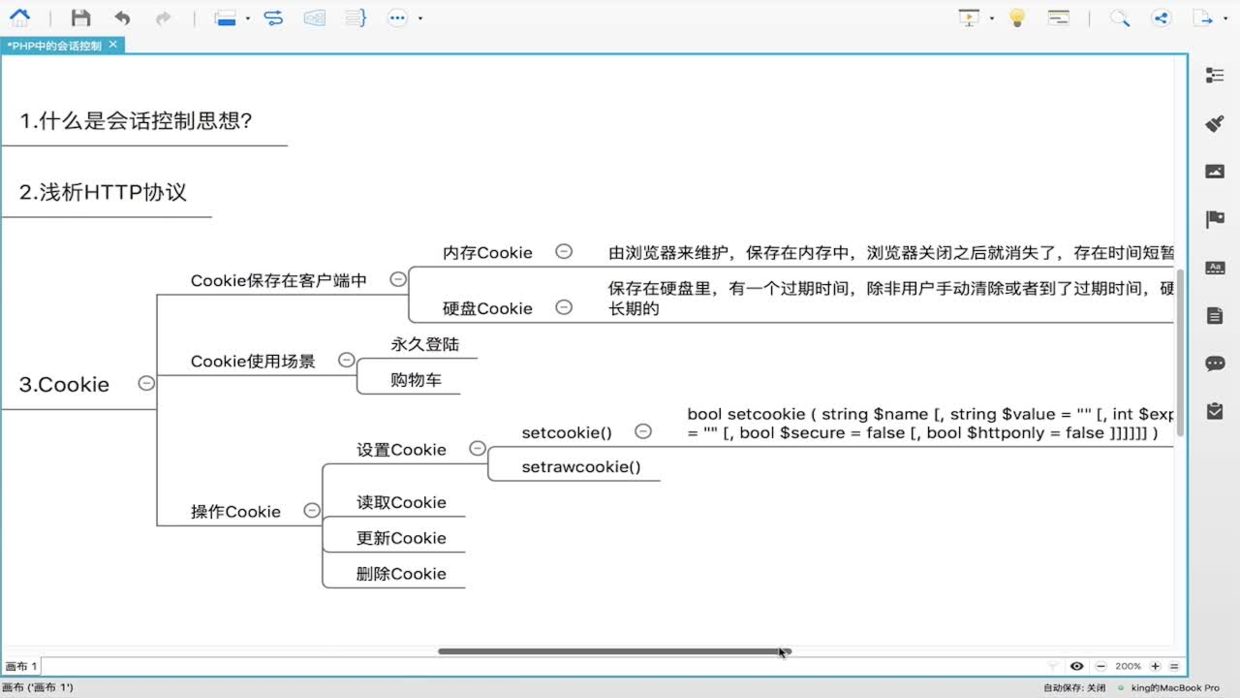 *PHP中的会话控制
1.什么是会话控制思想?
2.浅析HTTP协议
内存Cookie
由浏览器来维护，保存在内存中，浏览器关闭之后就消失了，存在时间短暂
Cookie保存在客户端中
保存在硬盘里，有一个过期时间，除非用户手动清除或者到了过期时间，硬
长期的
硬盘Cookie
永久登陆
Cookie使用场景
购物车
3.Cookie
bool setcookie ( string $name [, string $value = "" [, int $exp
= "" [, bool $secure = false [, bool $httponly = false ]]]]]] )
setcookie()
设置Cookie
setrawcookie()
读取Cookie
操作Cookie
更新Cookie
删除Cookie
画布 1
200%
画布 ('画布 1')
自动保存: 关闭
king的MacBook Pro